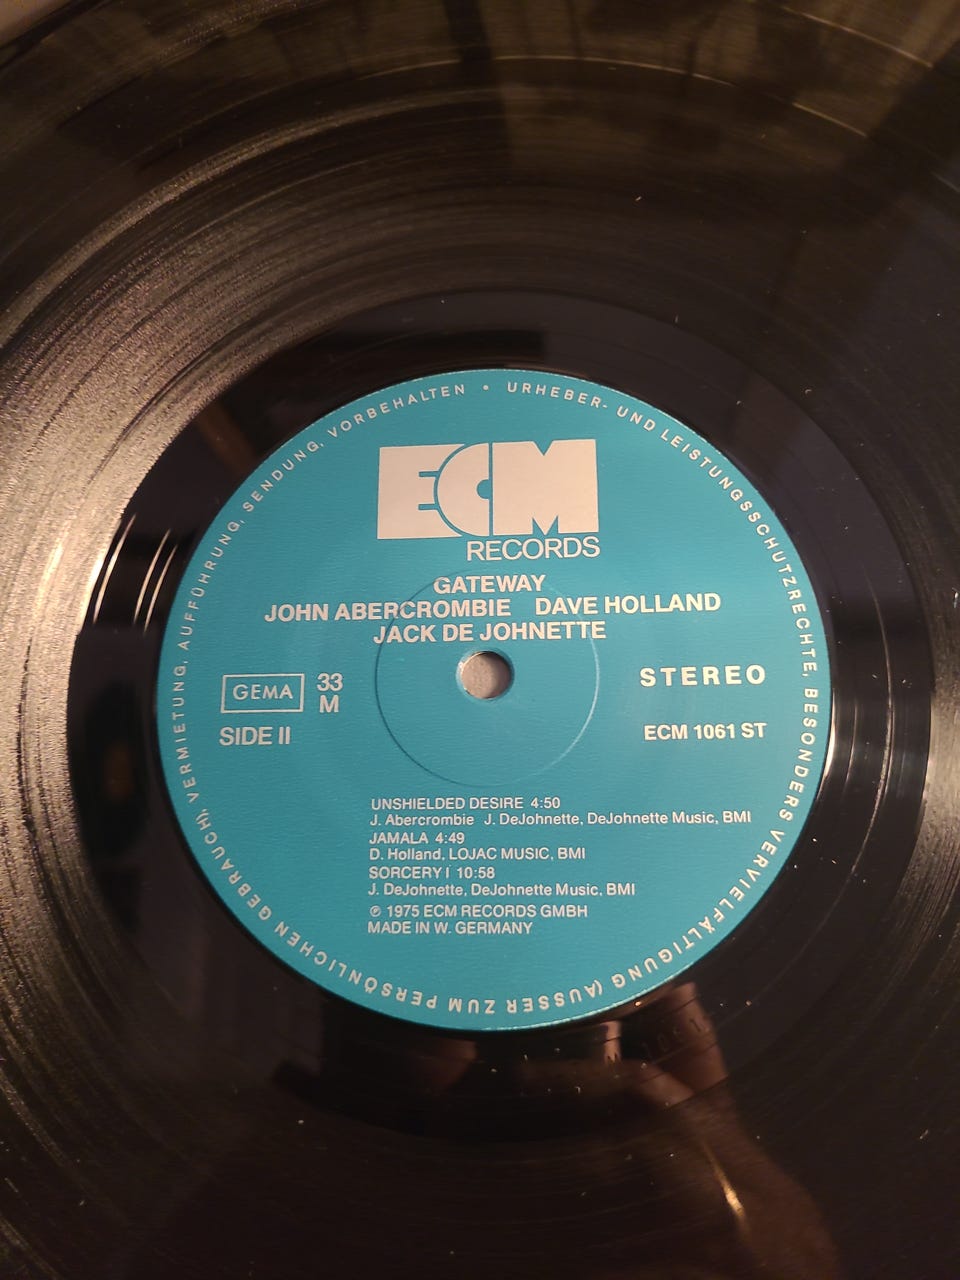 URHEBER- UND LEISTUNGSSCHUTZRECHTE, BESONDERS VERVIELFÄLTIGUNG (AUSSER ZUM PERSÖNLICHEN GEBRAUCH), VERMIETUNG, AUFFÜHRUNG, SENDUNG, VORBEHALTEN •
ECM
RECORDS
GATEWAY
JOHN ABERCROMBIE DAVE HOLLAND
JACK DE JOHNETTE
GEMA 33 STEREO
M
SIDE II ECM 1061 ST
UNSHIELDED DESIRE 4:50
J. Abercrombie J. DeJohnette, DeJohnette Music, BMI
JAMALA 4:49
D. Holland, LOJAC MUSIC, BMI
SORCERY I 10:58
J. DeJohnette, DeJohnette Music, BMI
℗ 1975 ECM RECORDS GMBH
MADE IN W. GERMANY